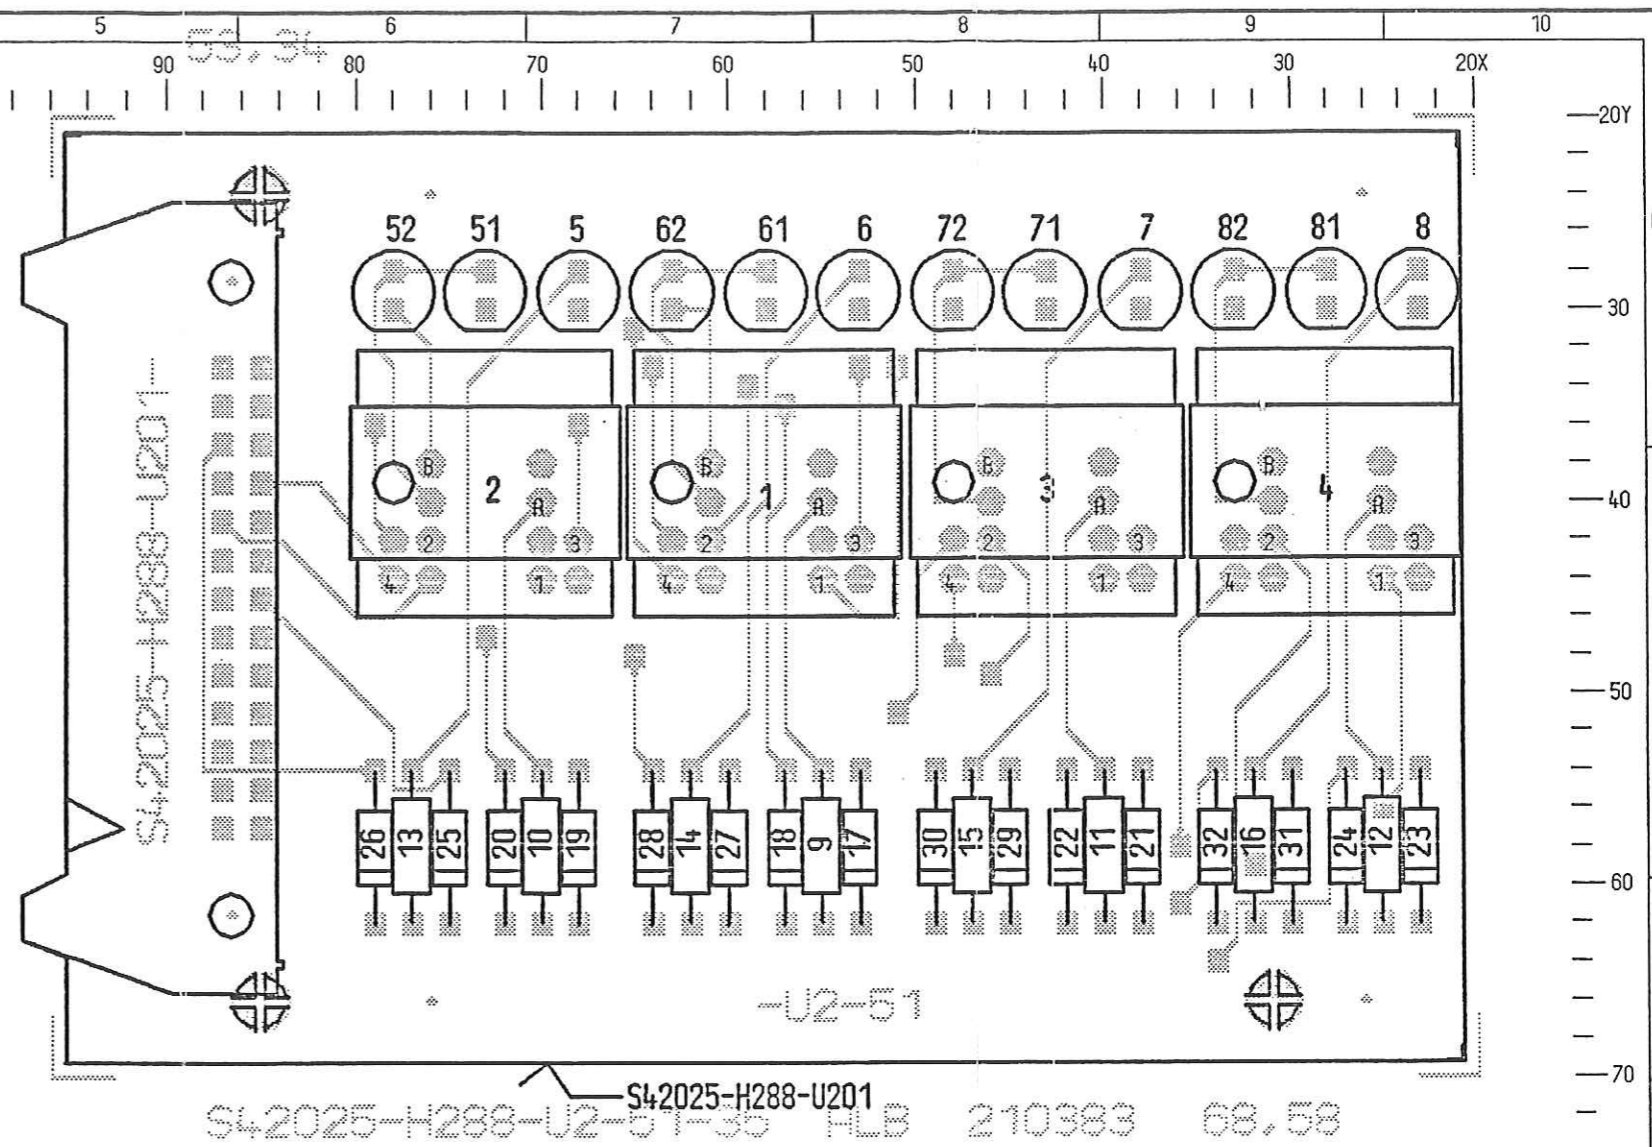 5 6 7 8 9 10
53,34
90 80 70 60 50 40 30 20X
20Y
52 51 5 62 61 6 72 71 7 82 81 8
30
B B B B
2 1 3 4
A A A A
40
2 3 2 3 2 3 2 3
4 1 4 1 4 1 4 1
S42025-H288-U201-
50
26 13 25 20 10 19 28 14 27 18 9 17 30 15 29 22 11 21 32 16 31 24 12 23
60
-U2-51
70
S42025-H288-U201
S42025-H288-U2-51-35 HLB 210383 68,58